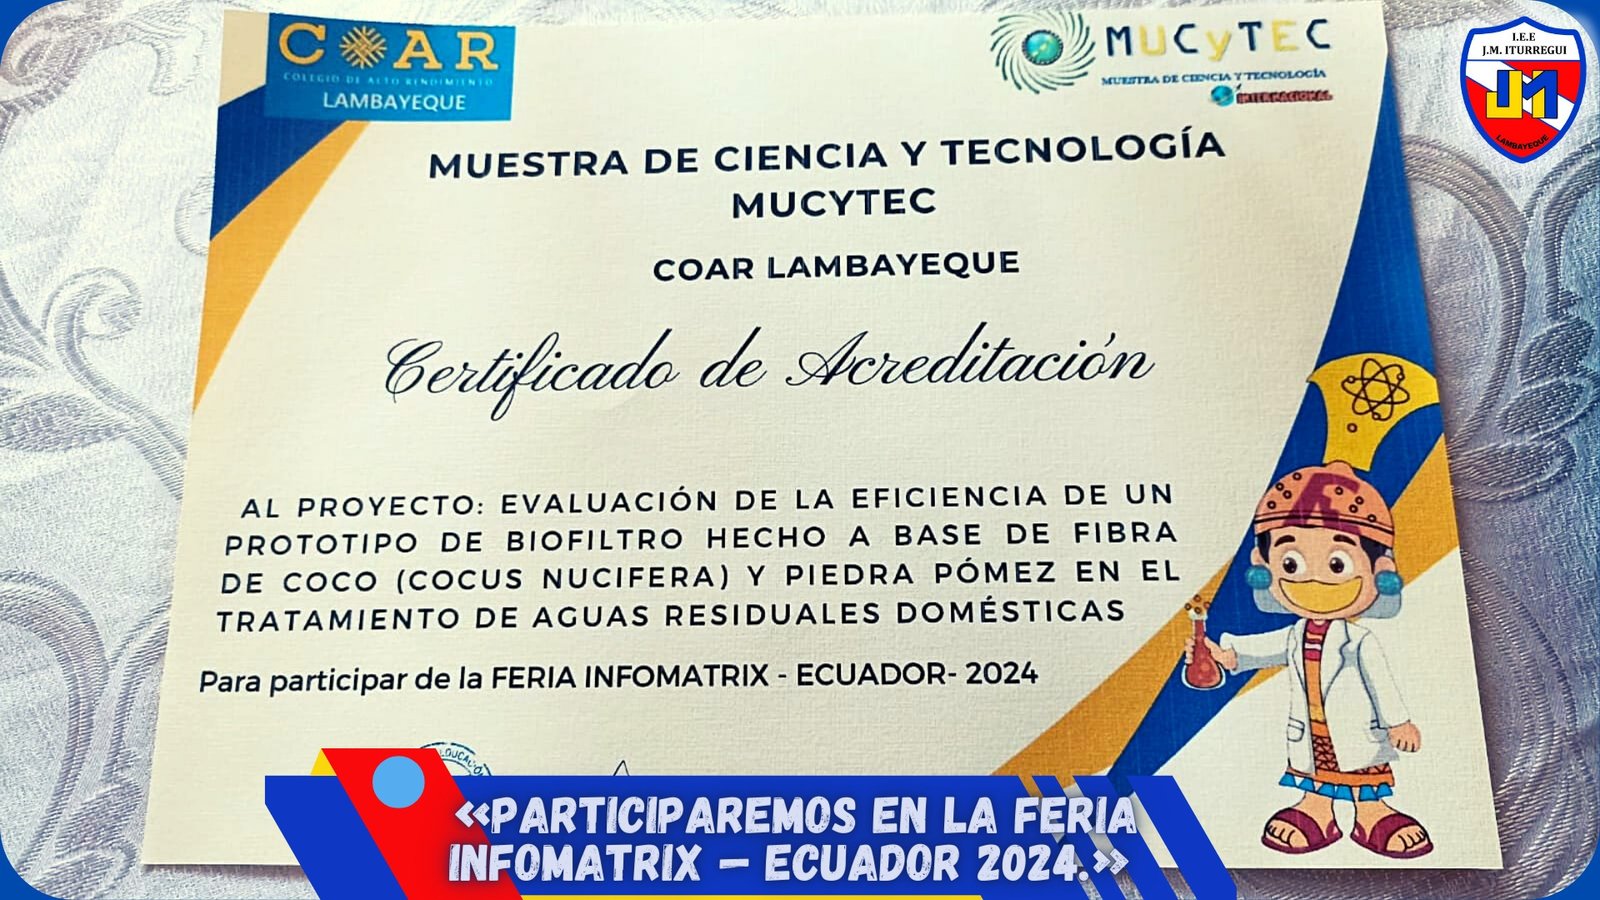 COAR
COLEGIO DE ALTO RENDIMIENTO
LAMBAYEQUE
MUCyTEC
MUESTRA DE CIENCIA Y TECNOLOGÍA
INTERNACIONAL
I.E.E
J.M. ITURREGUI
JM
LAMBAYEQUE
MUESTRA DE CIENCIA Y TECNOLOGÍA
MUCYTEC
COAR LAMBAYEQUE
Certificado de Acreditación
AL PROYECTO: EVALUACIÓN DE LA EFICIENCIA DE UN
PROTOTIPO DE BIOFILTRO HECHO A BASE DE FIBRA
DE COCO (COCUS NUCIFERA) Y PIEDRA PÓMEZ EN EL
TRATAMIENTO DE AGUAS RESIDUALES DOMÉSTICAS
Para participar de la FERIA INFOMATRIX - ECUADOR- 2024
«PARTICIPAREMOS EN LA FERIA
INFOMATRIX – ECUADOR 2024.»